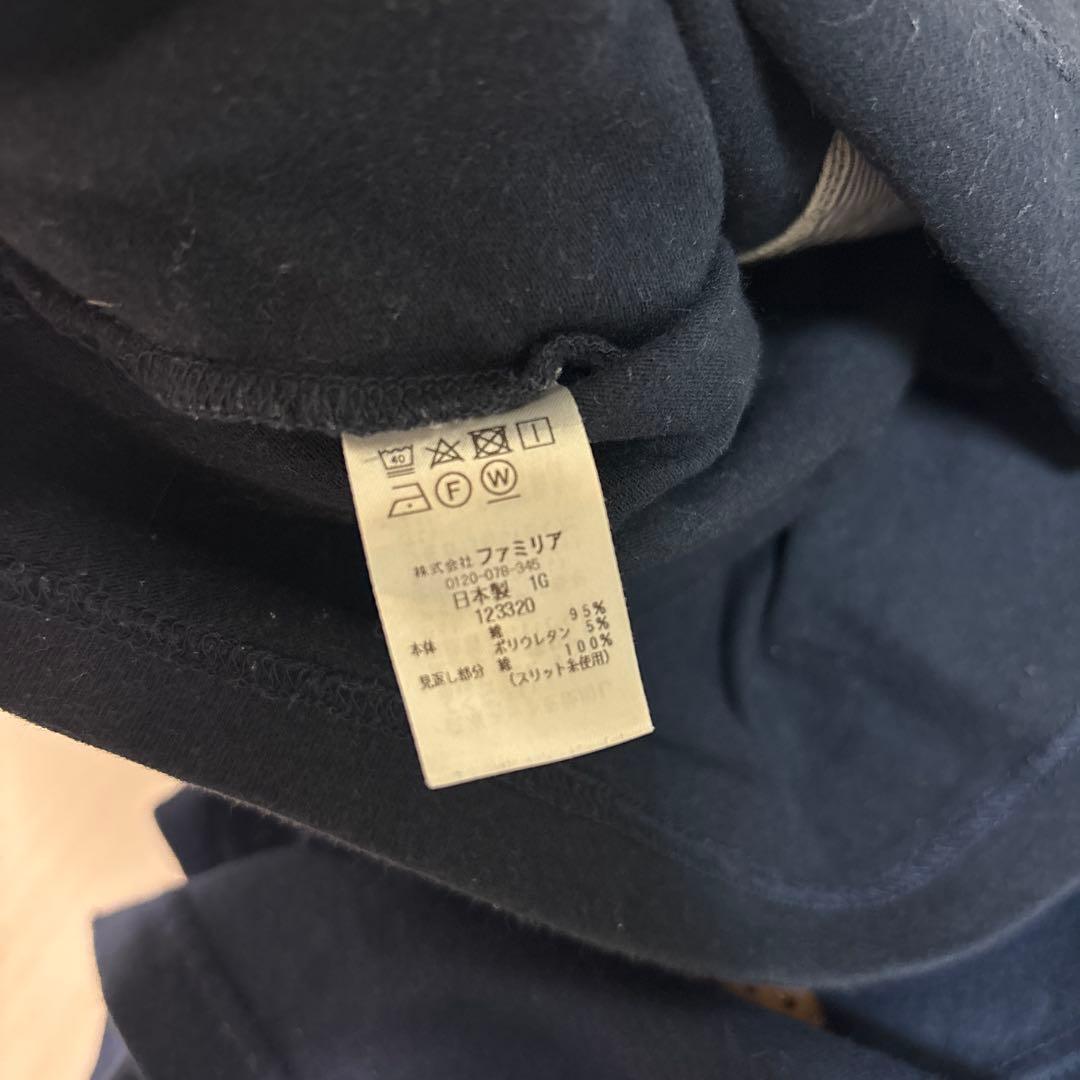 40
F W
株式会社 ファミリア
0120-078-345
日本製 1G
123320
本体 綿 95%
ポリウレタン 5%
見返し部分 綿 100%
(スリット糸使用)